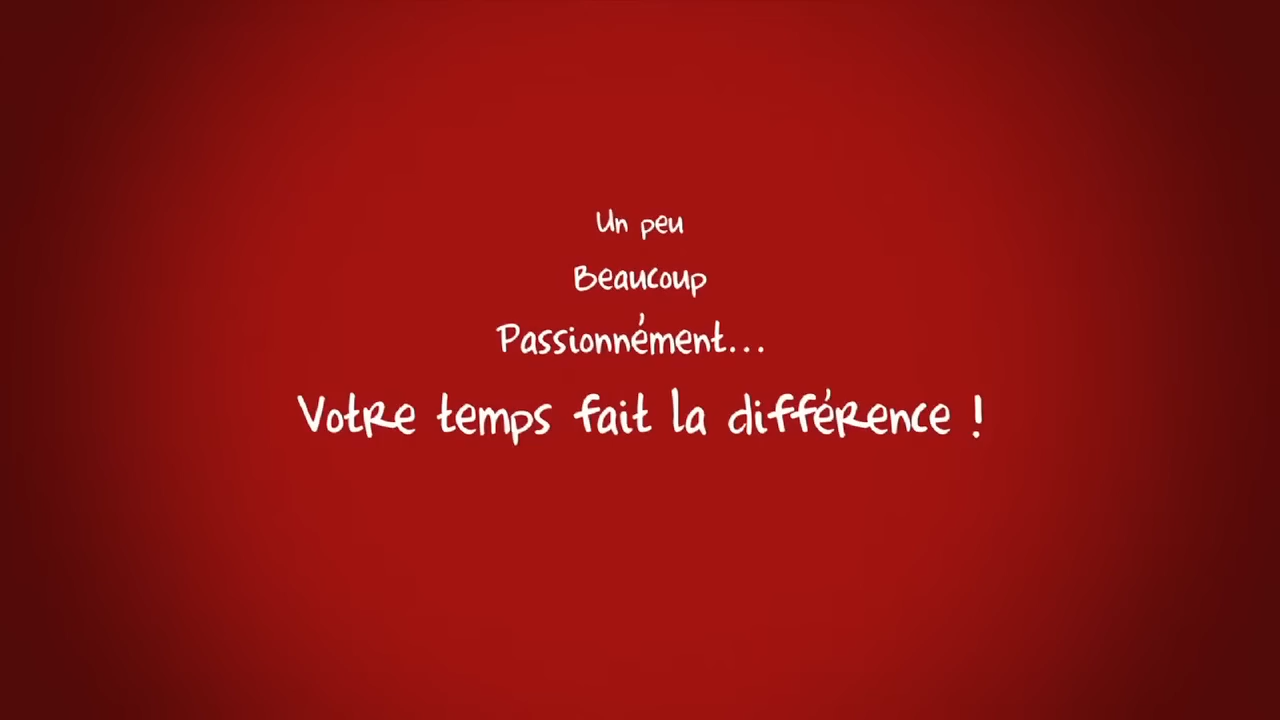 Un peu
Beaucoup
Passionnément...
Votre temps fait la différence !